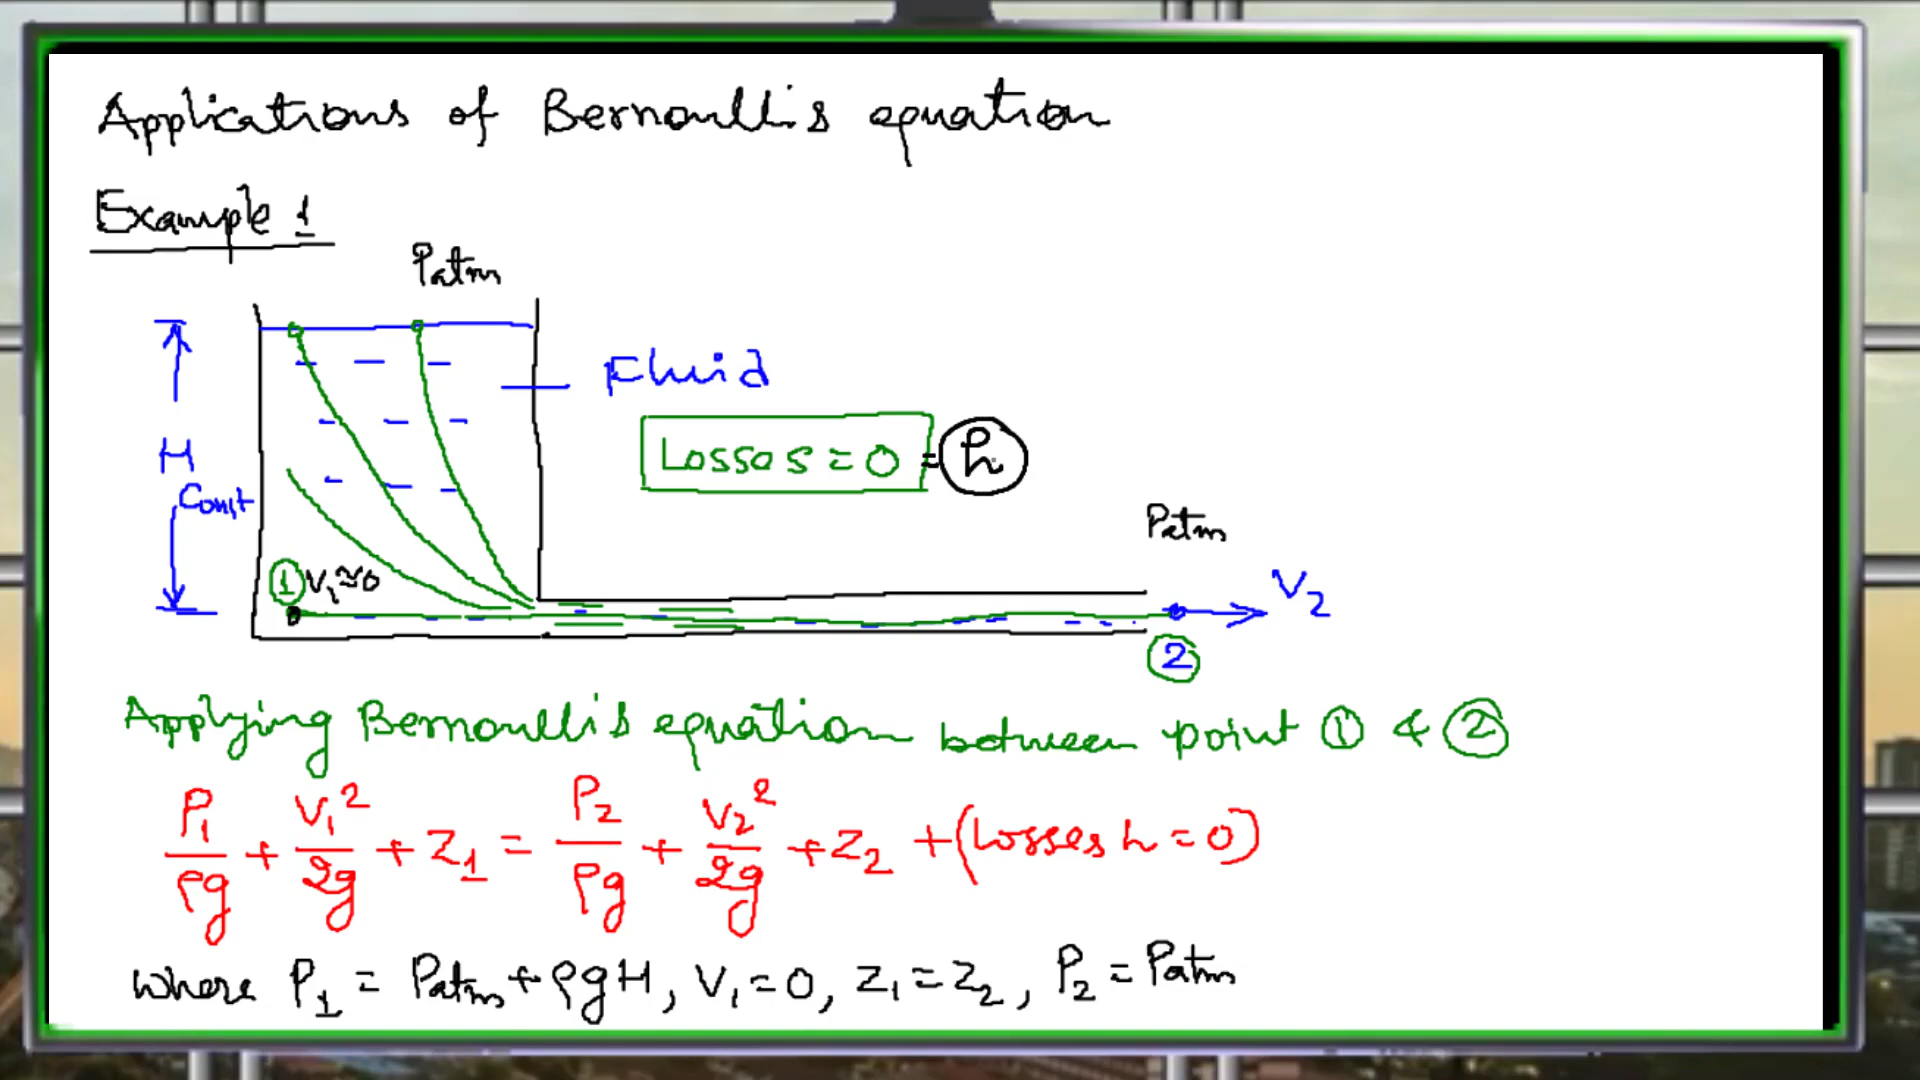 Applications of Bernoulli's equation
Example 1
Patm
Fluid
H
Const
Losses = 0 = h
Patm
① V₁≃0
V₂
②
Applying Bernoulli's equation between point ① & ②
P₁/ρg + V₁²/2g + Z₁ = P₂/ρg + V₂²/2g + Z₂ + (Losses h = 0)
where P₁ = Patm + ρgH, V₁ = 0, Z₁ = Z₂, P₂ = Patm